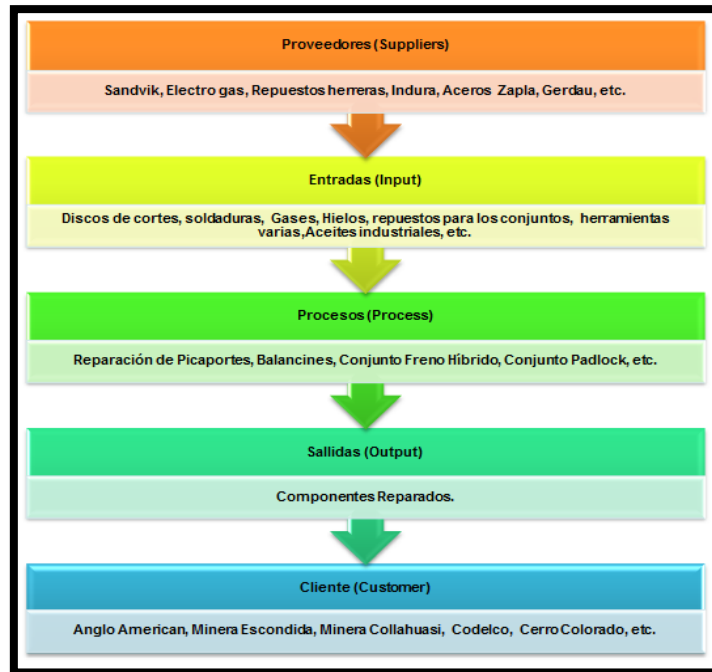 Proveedores (Suppliers)
Sandvik, Electro gas, Repuestos herreras, Indura, Aceros Zapla, Gerdau, etc.
Entradas (Input)
Discos de cortes, soldaduras, Gases, Hielos, repuestos para los conjuntos, herramientas
varias,Aceites industriales, etc.
Procesos (Process)
Reparación de Picaportes, Balancines, Conjunto Freno Híbrido, Conjunto Padlock, etc.
Sallidas (Output)
Componentes Reparados.
Cliente (Customer)
Anglo American, Minera Escondida, Minera Collahuasi, Codelco, Cerro Colorado, etc.